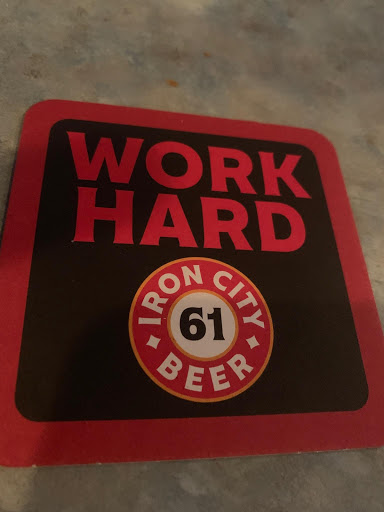 WORK
HARD
IRON CITY
61
BEER